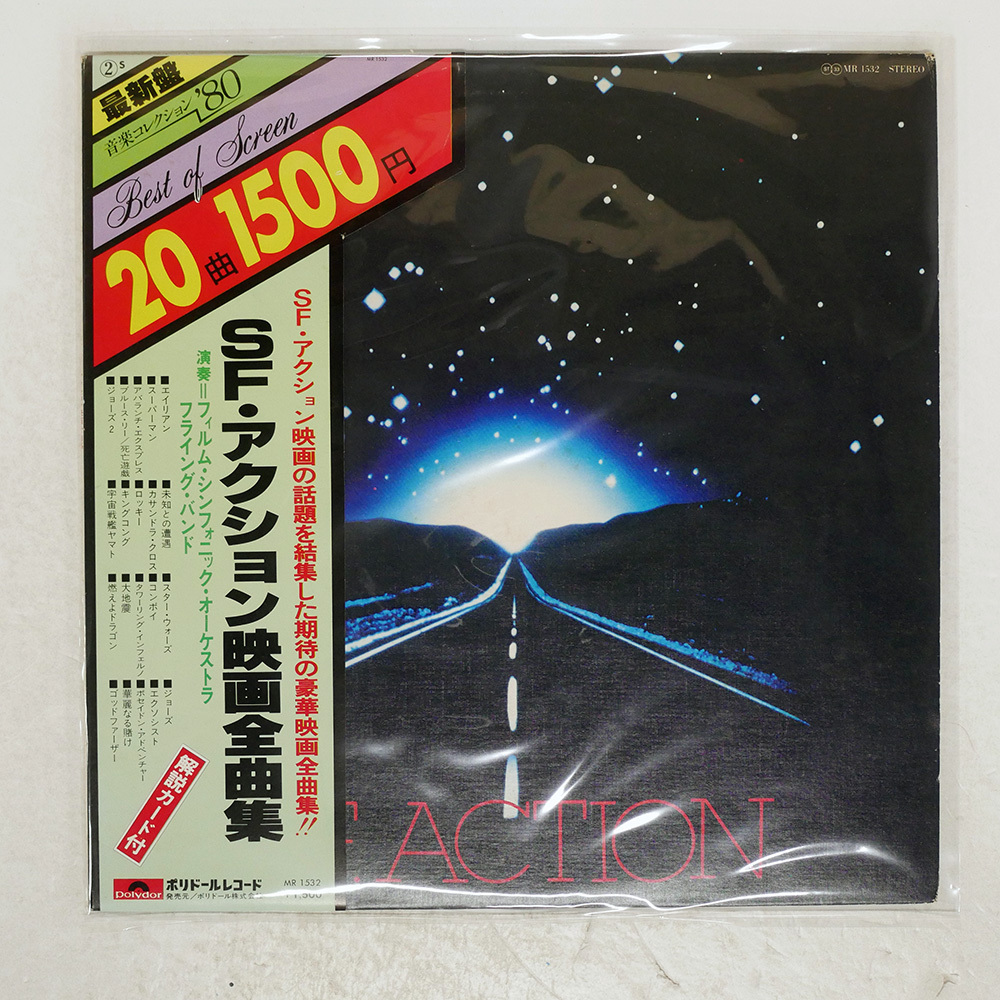 ② S
最新盤
音楽コレクション'80
Best of Screen
20曲1500円
MR 1532
ST 33 MR 1532 STEREO
SF・アクション映画の話題を結集した期待の豪華映画全曲集!!
SF・アクション映画全曲集
演奏=フィルム・シンフォニック・オーケストラ
フライング・バンド
■エイリアン
■スーパーマン
■アバランチ・エクスプレス
■ブルース・リー/死亡遊戯
■ジョーズ2
■未知との遭遇
■カサンドラ・クロス
■ロッキー
■キングコング
■宇宙戦艦ヤマト
■スター・ウォーズ
■コンボイ
■タワーリング・インフェルノ
■大地震
■燃えよドラゴン
■ジョーズ
■エクソシスト
■ポセイドン・アドベンチャー
■華麗なる賭け
■ゴッドファーザー
解説カード付
Polydor
ポリドールレコード
発売元/ポリドール株式会社
MR 1532
¥1,500
ACTION